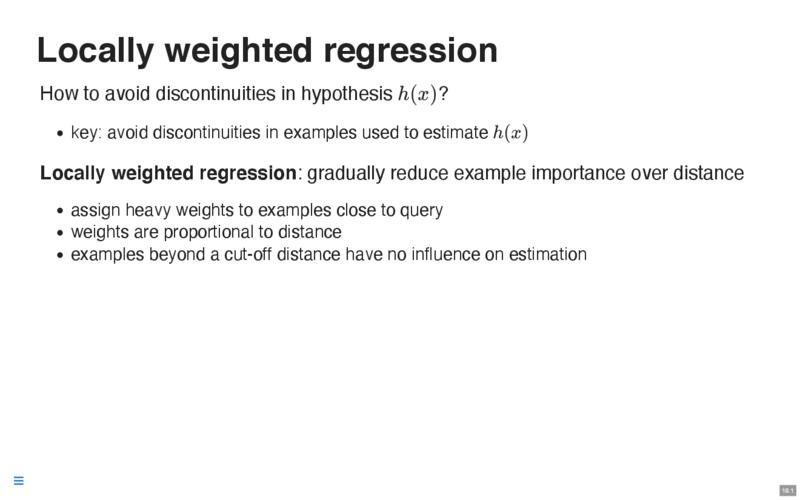 Locally weighted regression
How to avoid discontinuities in hypothesis h(x)?
• key: avoid discontinuities in examples used to estimate h(x)
Locally weighted regression: gradually reduce example importance over distance
• assign heavy weights to examples close to query
• weights are proportional to distance
• examples beyond a cut-off distance have no influence on estimation